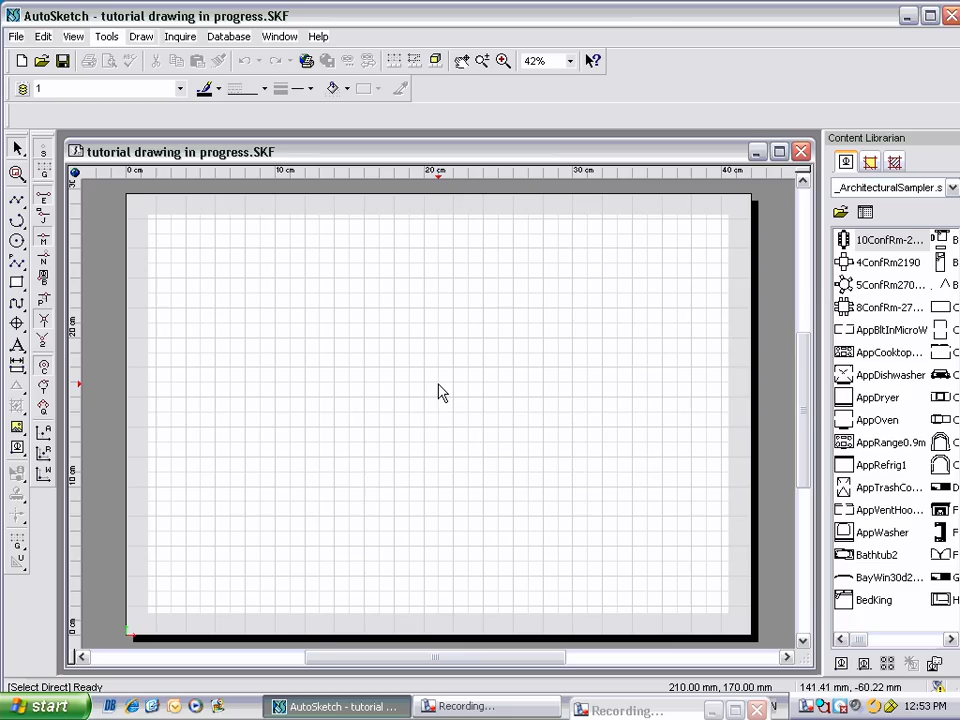 AutoSketch - tutorial drawing in progress.SKF
File Edit View Tools Draw Inquire Database Window Help
42%
1
tutorial drawing in progress.SKF
0 cm 10 cm 20 cm 30 cm 40 cm
20 cm
10 cm
0 cm
Content Librarian
_ArchitecturalSampler.s
10ConfRm-2... B
4ConfRm2190 B
5ConfRm270... B
8ConfRm-27... C
AppBltInMicroW C
AppCooktop... C
AppDishwasher C
AppDryer C
AppOven C
AppRange0.9m C
AppRefrig1 C
AppTrashCo... D
AppVentHoo... F
AppWasher F
Bathtub2 F
BayWin30d2... G
BedKing H
[Select Direct] Ready
210.00 mm, 170.00 mm
141.41 mm, -60.22 mm
start
AutoSketch - tutorial ...
Recording...
Recording...
12:53 PM